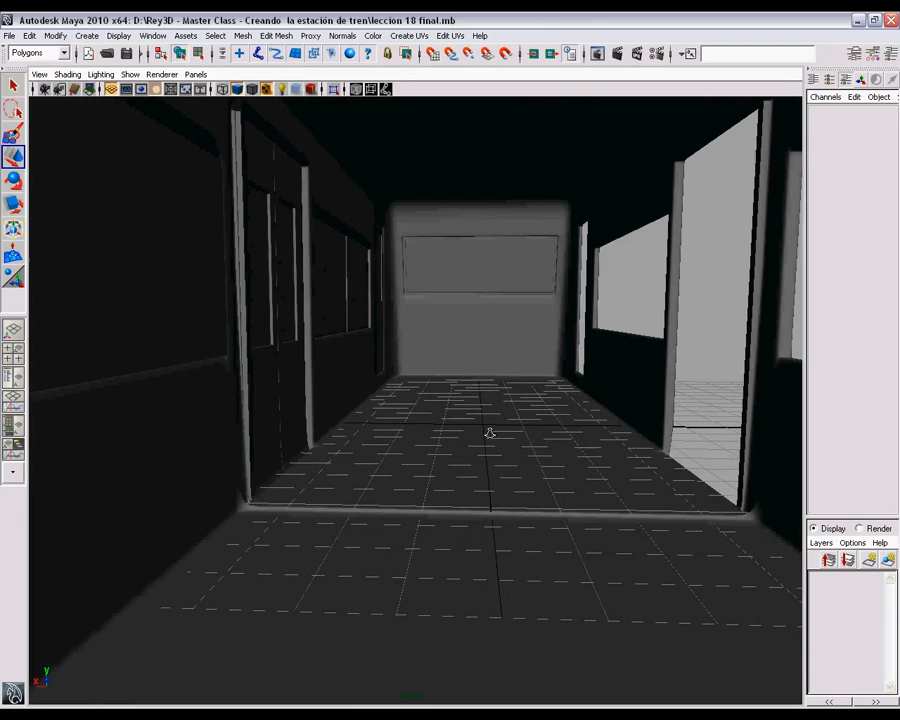 Autodesk Maya 2010 x64: D:\Rey3D - Master Class - Creando la estación de tren\leccion 18 final.mb
File Edit Modify Create Display Window Assets Select Mesh Edit Mesh Proxy Normals Color Create UVs Edit UVs Help
Polygons
View Shading Lighting Show Renderer Panels
Channels Edit Object
Display Render
Layers Options Help
<< >>
y
x